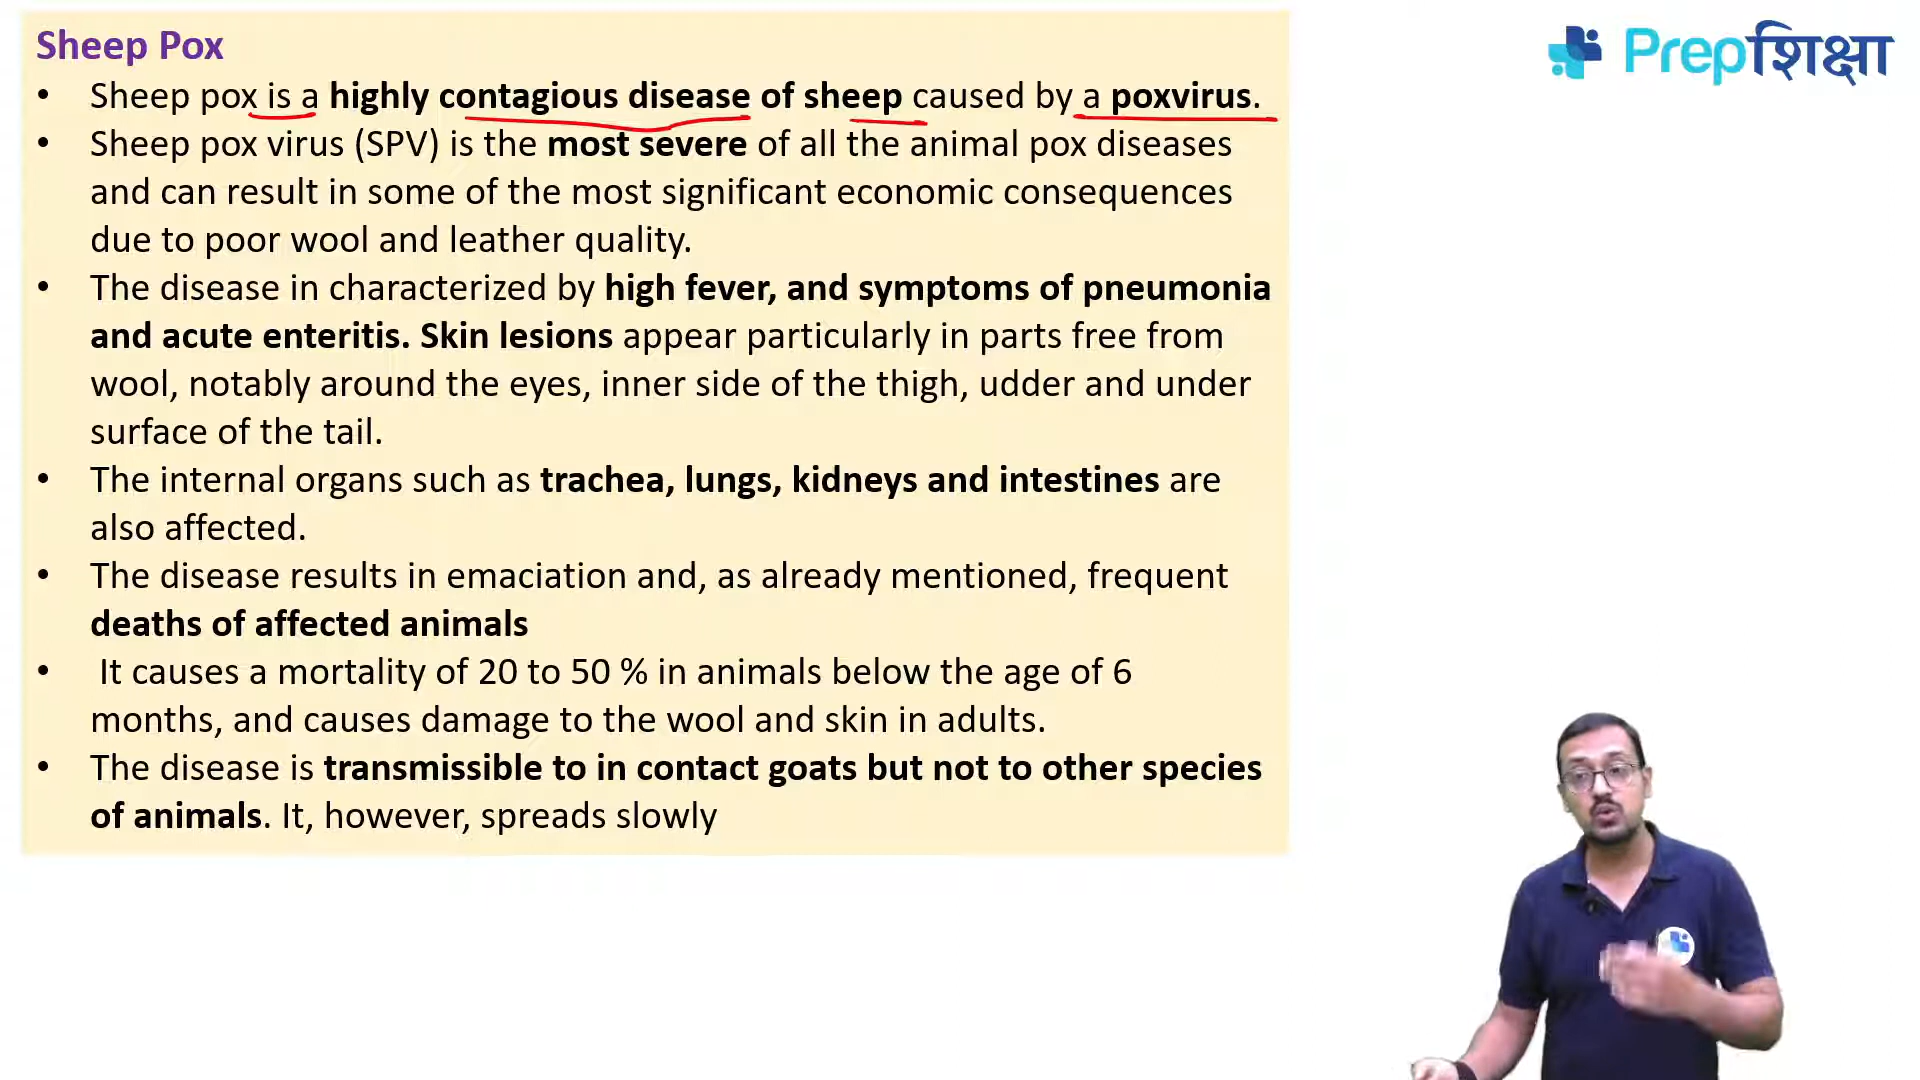 Sheep Pox
Prepशिक्षा
• Sheep pox is a highly contagious disease of sheep caused by a poxvirus.
• Sheep pox virus (SPV) is the most severe of all the animal pox diseases
and can result in some of the most significant economic consequences
due to poor wool and leather quality.
• The disease in characterized by high fever, and symptoms of pneumonia
and acute enteritis. Skin lesions appear particularly in parts free from
wool, notably around the eyes, inner side of the thigh, udder and under
surface of the tail.
• The internal organs such as trachea, lungs, kidneys and intestines are
also affected.
• The disease results in emaciation and, as already mentioned, frequent
deaths of affected animals
• It causes a mortality of 20 to 50 % in animals below the age of 6
months, and causes damage to the wool and skin in adults.
• The disease is transmissible to in contact goats but not to other species
of animals. It, however, spreads slowly